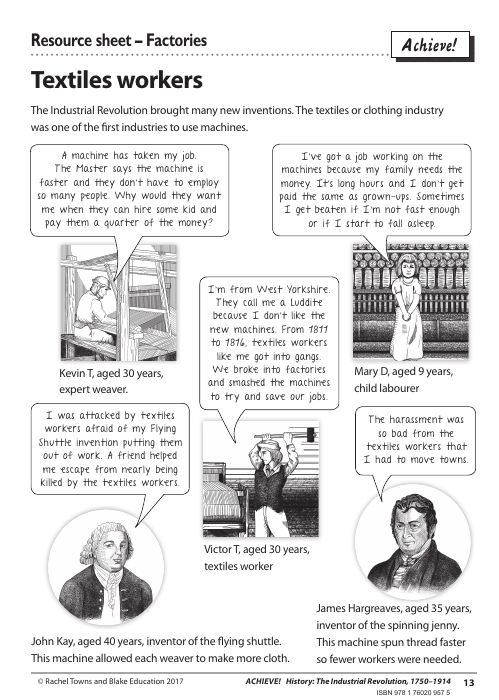 Resource sheet – Factories
Achieve!
Textiles workers
The Industrial Revolution brought many new inventions. The textiles or clothing industry
was one of the first industries to use machines.
A machine has taken my job.
The Master says the machine is
faster and they don't have to employ
so many people. Why would they want
me when they can hire some kid and
pay them a quarter of the money?
I've got a job working on the
machines because my family needs the
money. It's long hours and I don't get
paid the same as grown-ups. Sometimes
I get beaten if I'm not fast enough
or if I start to fall asleep.
Kevin T, aged 30 years,
expert weaver.
I'm from West Yorkshire.
They call me a Luddite
because I don't like the
new machines. From 1811
to 1816, textiles workers
like me got into gangs.
We broke into factories
and smashed the machines
to try and save our jobs.
Mary D, aged 9 years,
child labourer
I was attacked by textiles
workers afraid of my Flying
Shuttle invention putting them
out of work. A friend helped
me escape from nearly being
killed by the textiles workers.
The harassment was
so bad from the
textiles workers that
I had to move towns.
Victor T, aged 30 years,
textiles worker
John Kay, aged 40 years, inventor of the flying shuttle.
This machine allowed each weaver to make more cloth.
James Hargreaves, aged 35 years,
inventor of the spinning jenny.
This machine spun thread faster
so fewer workers were needed.
© Rachel Towns and Blake Education 2017
ACHIEVE! History: The Industrial Revolution, 1750–1914 13
ISBN 978 1 76020 957 5